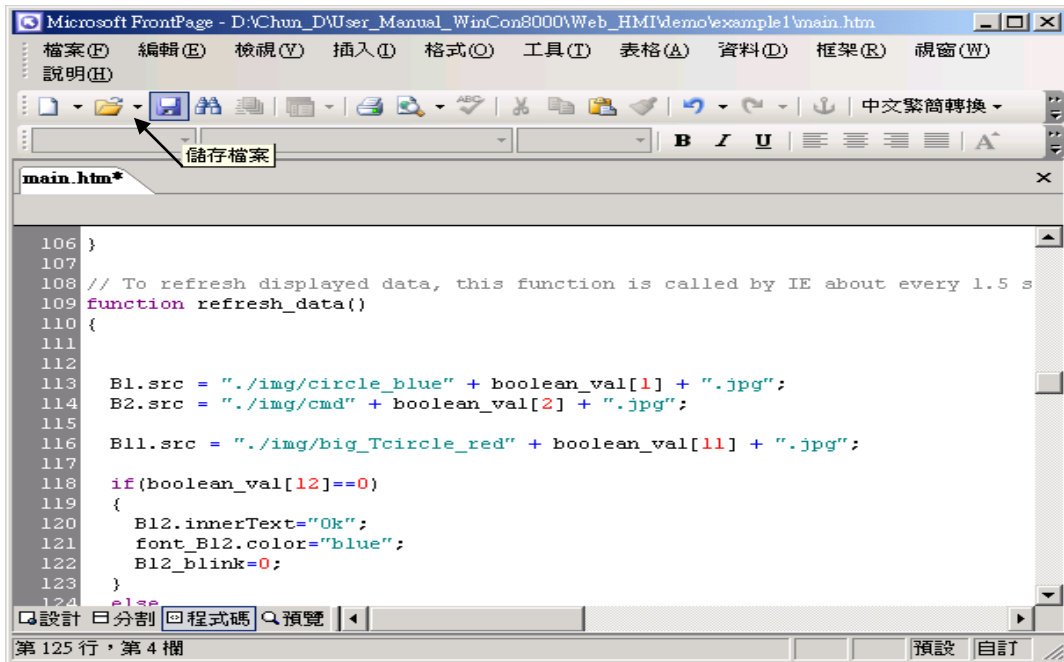 Microsoft FrontPage - D:\Chun_D\User_Manual_WinCon8000\Web_HMI\demo\example1\main.htm
檔案(F) 編輯(E) 檢視(V) 插入(I) 格式(O) 工具(T) 表格(A) 資料(D) 框架(R) 視窗(W)
說明(H)
ABC 中文繁簡轉換
B I U A
儲存檔案
main.htm*
106 }
107
108 // To refresh displayed data, this function is called by IE about every 1.5 s
109 function refresh_data()
110 {
111
112
113 B1.src = "./img/circle_blue" + boolean_val[1] + ".jpg";
114 B2.src = "./img/cmd" + boolean_val[2] + ".jpg";
115
116 B11.src = "./img/big_Tcircle_red" + boolean_val[11] + ".jpg";
117
118 if(boolean_val[12]==0)
119 {
120 B12.innerText="Ok";
121 font_B12.color="blue";
122 B12_blink=0;
123 }
124 else
設計 分割 程式碼 預覽
第 125 行，第 4 欄 預設 自訂